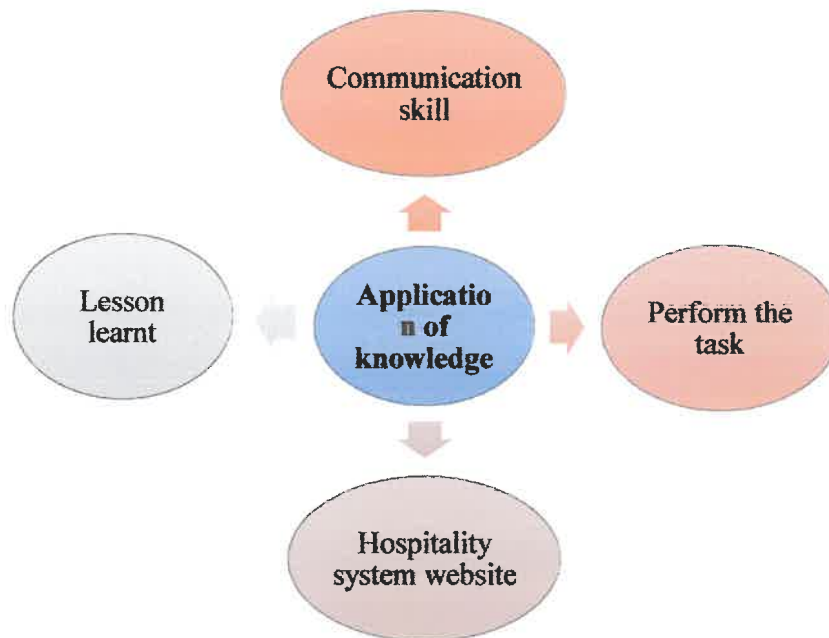 Communication
skill
Lesson
learnt
Applicatio
n of
knowledge
Perform the
task
Hospitality
system website